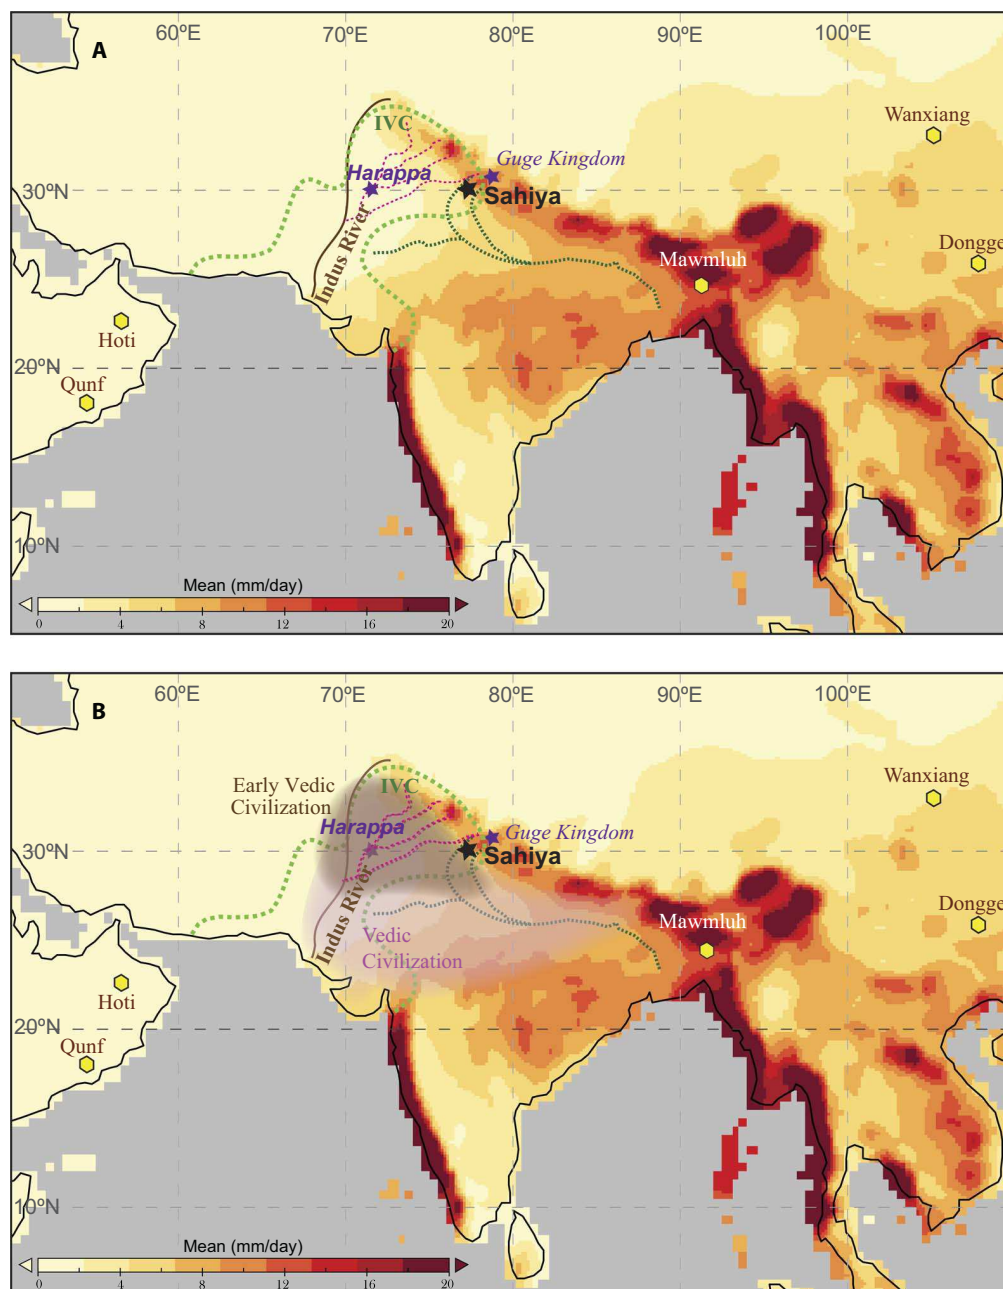 A
60ºE 70ºE 80ºE 90ºE 100ºE
IVC
Wanxiang
Guge Kingdom
Harappa
30ºN
Sahiya
Indus River
Dongge
Mawmluh
Hoti
20ºN
Qunf
10ºN
Mean (mm/day)
0 4 8 12 16 20
60ºE 70ºE 80ºE 90ºE 100ºE
B
Early Vedic
Civilization
IVC
Wanxiang
Harappa
Guge Kingdom
30ºN
Sahiya
Indus River
Mawmluh
Dongge
Vedic
Civilization
Hoti
20ºN
Qunf
10ºN
Mean (mm/day)
0 4 8 12 16 20